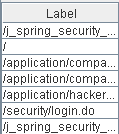 Label
/j_spring_security_...
/
/application/compa...
/application/compa...
/application/hacker...
/security/login.do
/j_spring_security_...